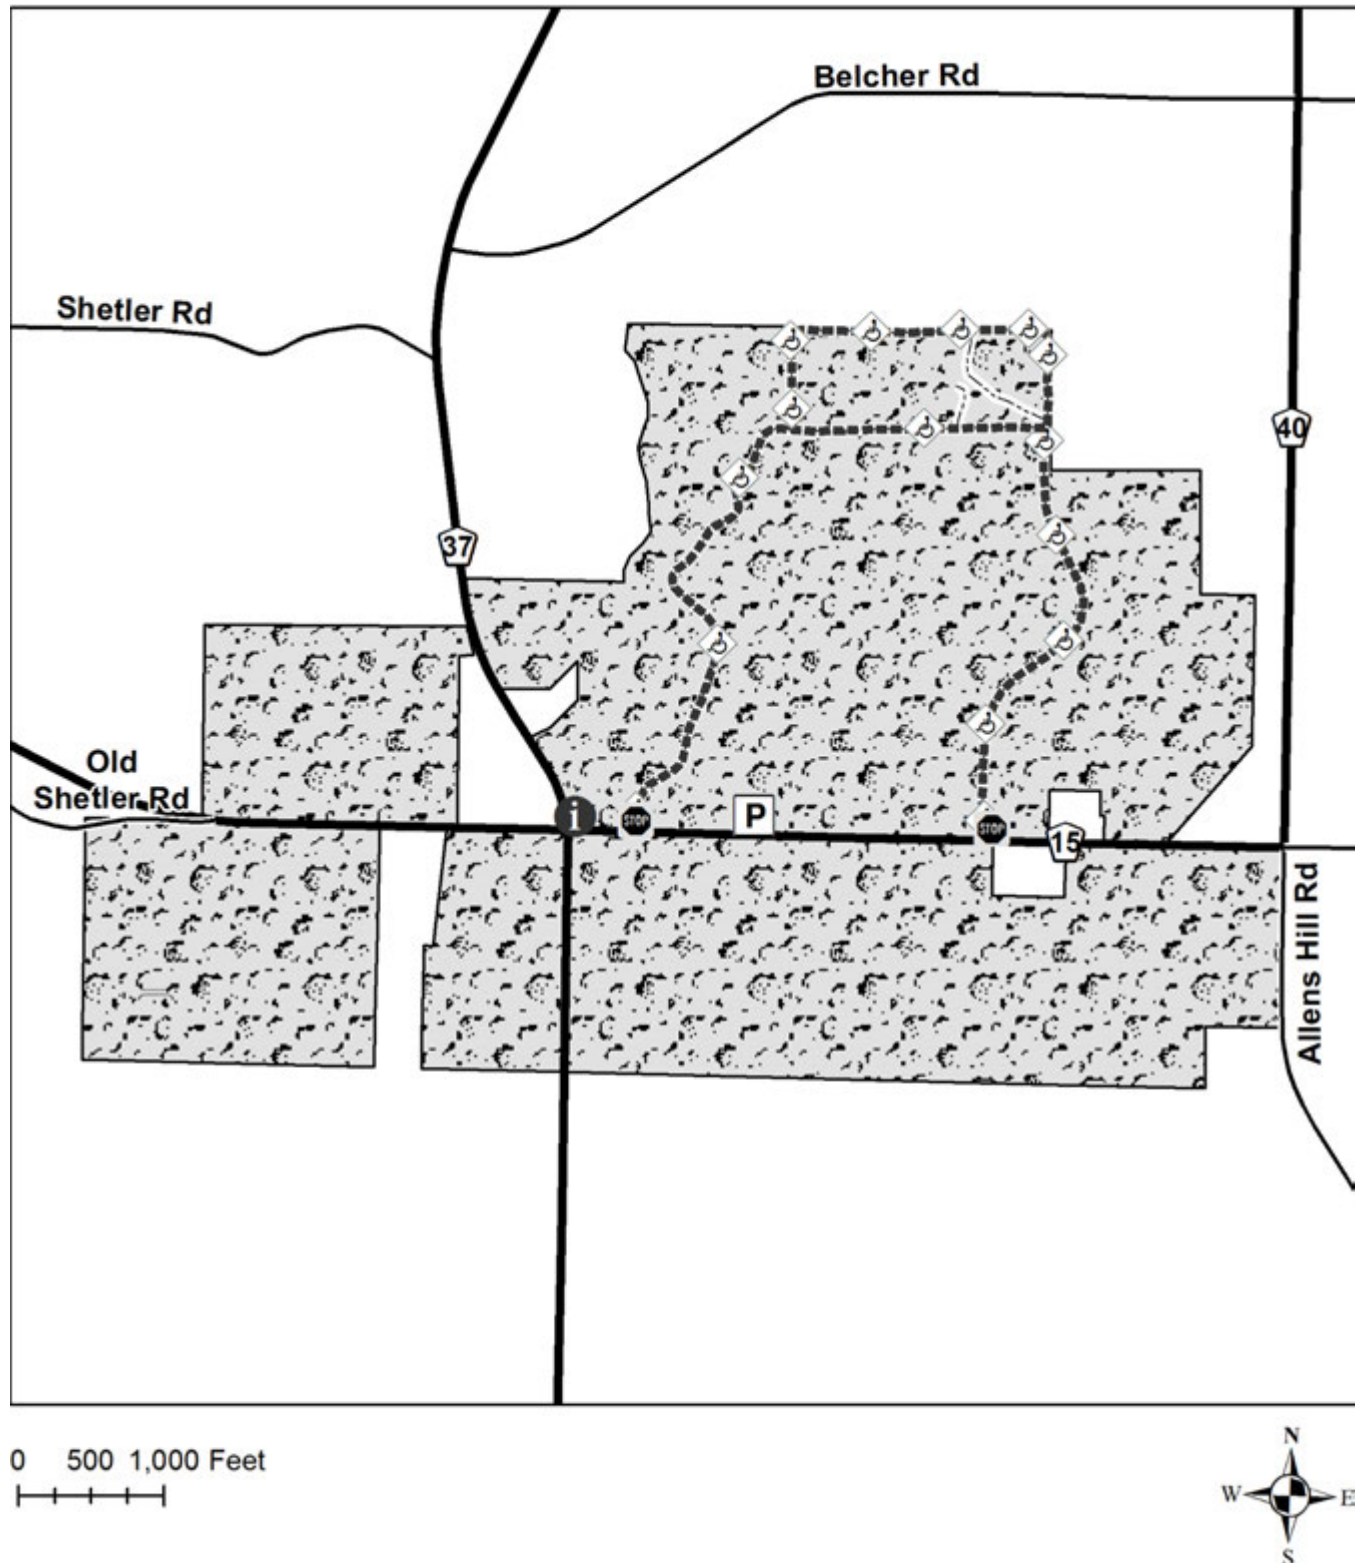 Belcher Rd
Shetler Rd
40
37
Old
Shetler Rd
i
STOP
P
STOP
15
Allens Hill Rd
0 500 1,000 Feet
N
W E
S